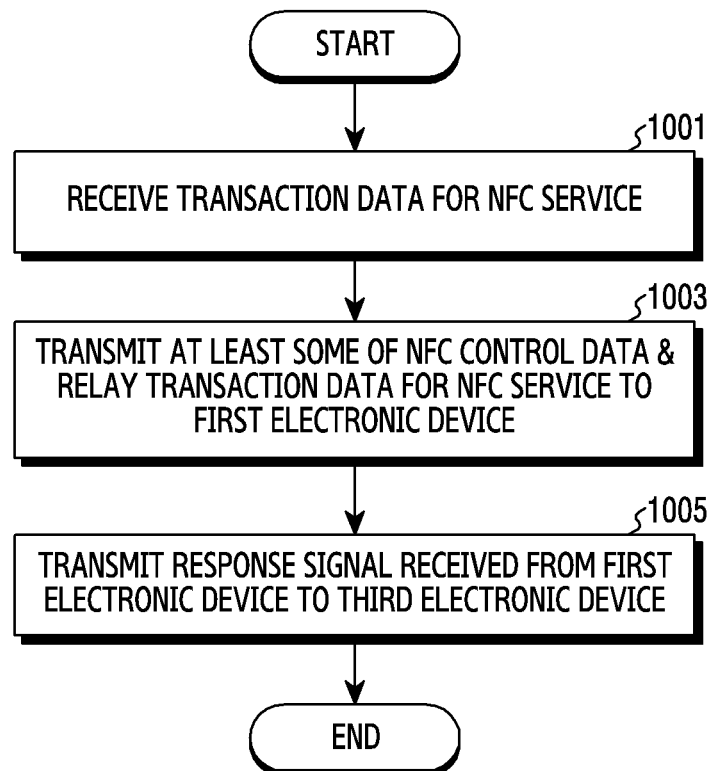 START
1001
RECEIVE TRANSACTION DATA FOR NFC SERVICE
1003
TRANSMIT AT LEAST SOME OF NFC CONTROL DATA &
RELAY TRANSACTION DATA FOR NFC SERVICE TO
FIRST ELECTRONIC DEVICE
1005
TRANSMIT RESPONSE SIGNAL RECEIVED FROM FIRST
ELECTRONIC DEVICE TO THIRD ELECTRONIC DEVICE
END